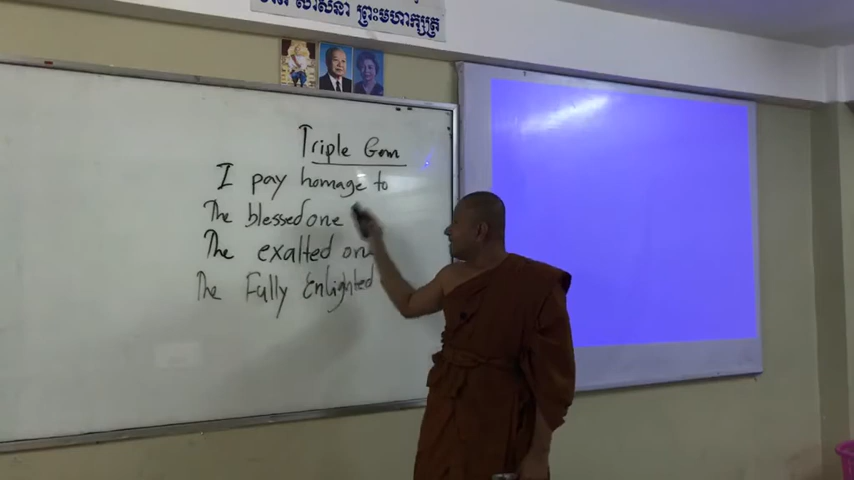 សាសនា ព្រះមហាក្សត្រ
Triple Gem
I pay homage to
The blessed one
The exalted one
The Fully Enlighted